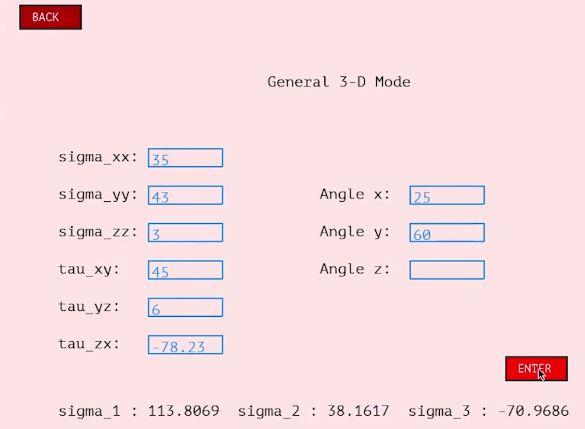 BACK
General 3-D Mode
sigma_xx: 35
sigma_yy: 43 Angle x: 25
sigma_zz: 3 Angle y: 60
tau_xy: 45 Angle z:
tau_yz: 6
tau_zx: -78.23
ENTER
sigma_1 : 113.8069 sigma_2 : 38.1617 sigma_3 : -70.9686